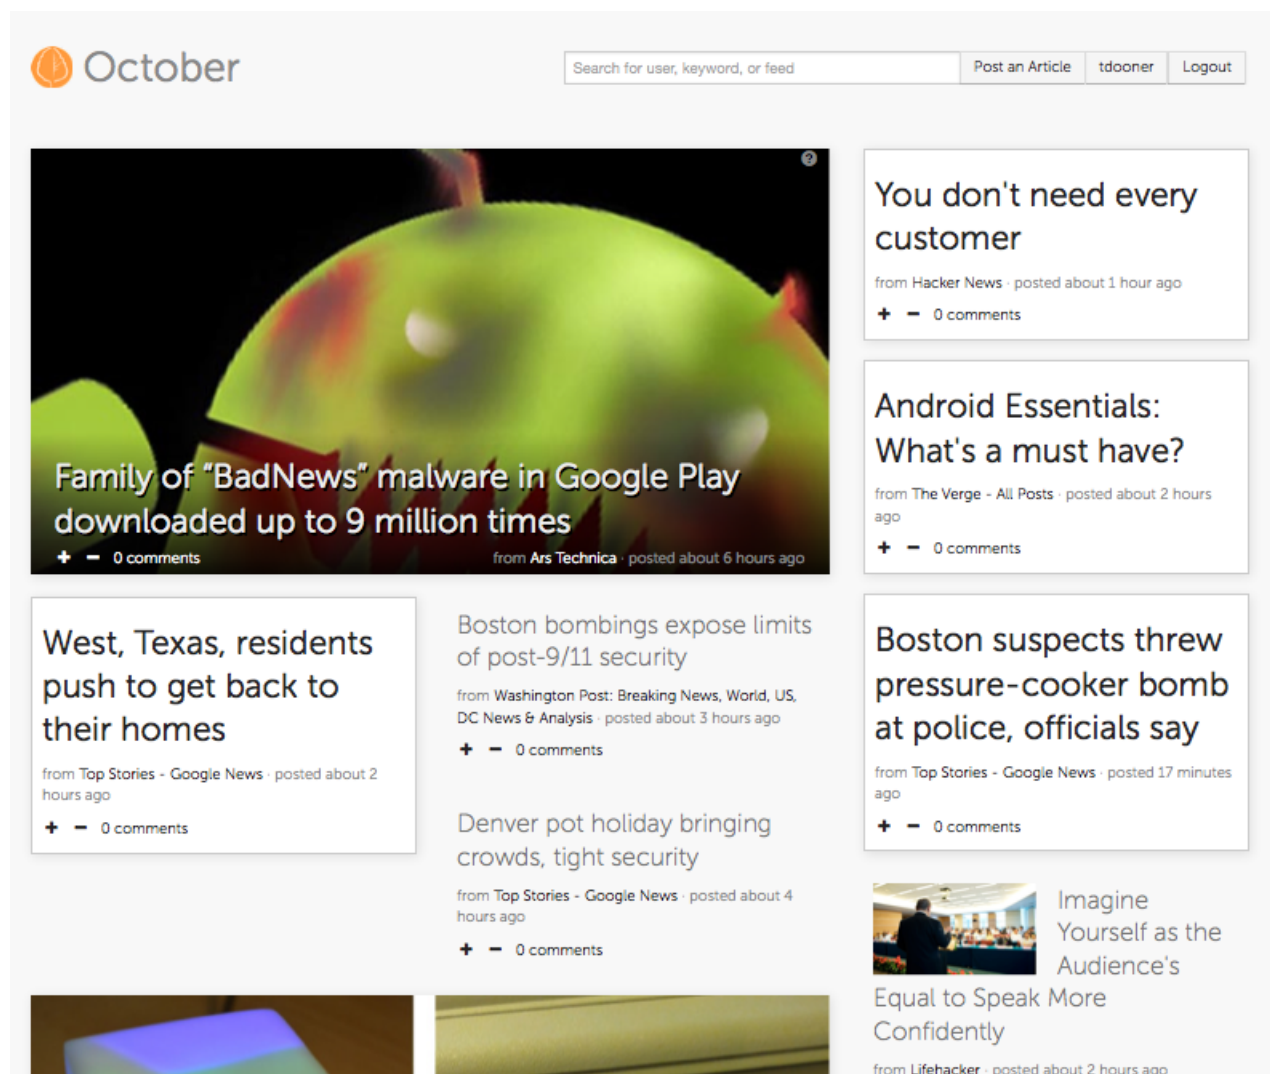 October
Search for user, keyword, or feed
Post an Article
tdooner
Logout
?
Family of “BadNews” malware in Google Play
downloaded up to 9 million times
+ − 0 comments
from Ars Technica · posted about 6 hours ago
You don't need every
customer
from Hacker News · posted about 1 hour ago
+ − 0 comments
Android Essentials:
What's a must have?
from The Verge - All Posts · posted about 2 hours
ago
+ − 0 comments
West, Texas, residents
push to get back to
their homes
from Top Stories - Google News · posted about 2
hours ago
+ − 0 comments
Boston bombings expose limits
of post-9/11 security
from Washington Post: Breaking News, World, US,
DC News & Analysis · posted about 3 hours ago
+ − 0 comments
Denver pot holiday bringing
crowds, tight security
from Top Stories - Google News · posted about 4
hours ago
+ − 0 comments
Boston suspects threw
pressure-cooker bomb
at police, officials say
from Top Stories - Google News · posted 17 minutes
ago
+ − 0 comments
Imagine
Yourself as the
Audience's
Equal to Speak More
Confidently
from Lifehacker · posted about 2 hours ago